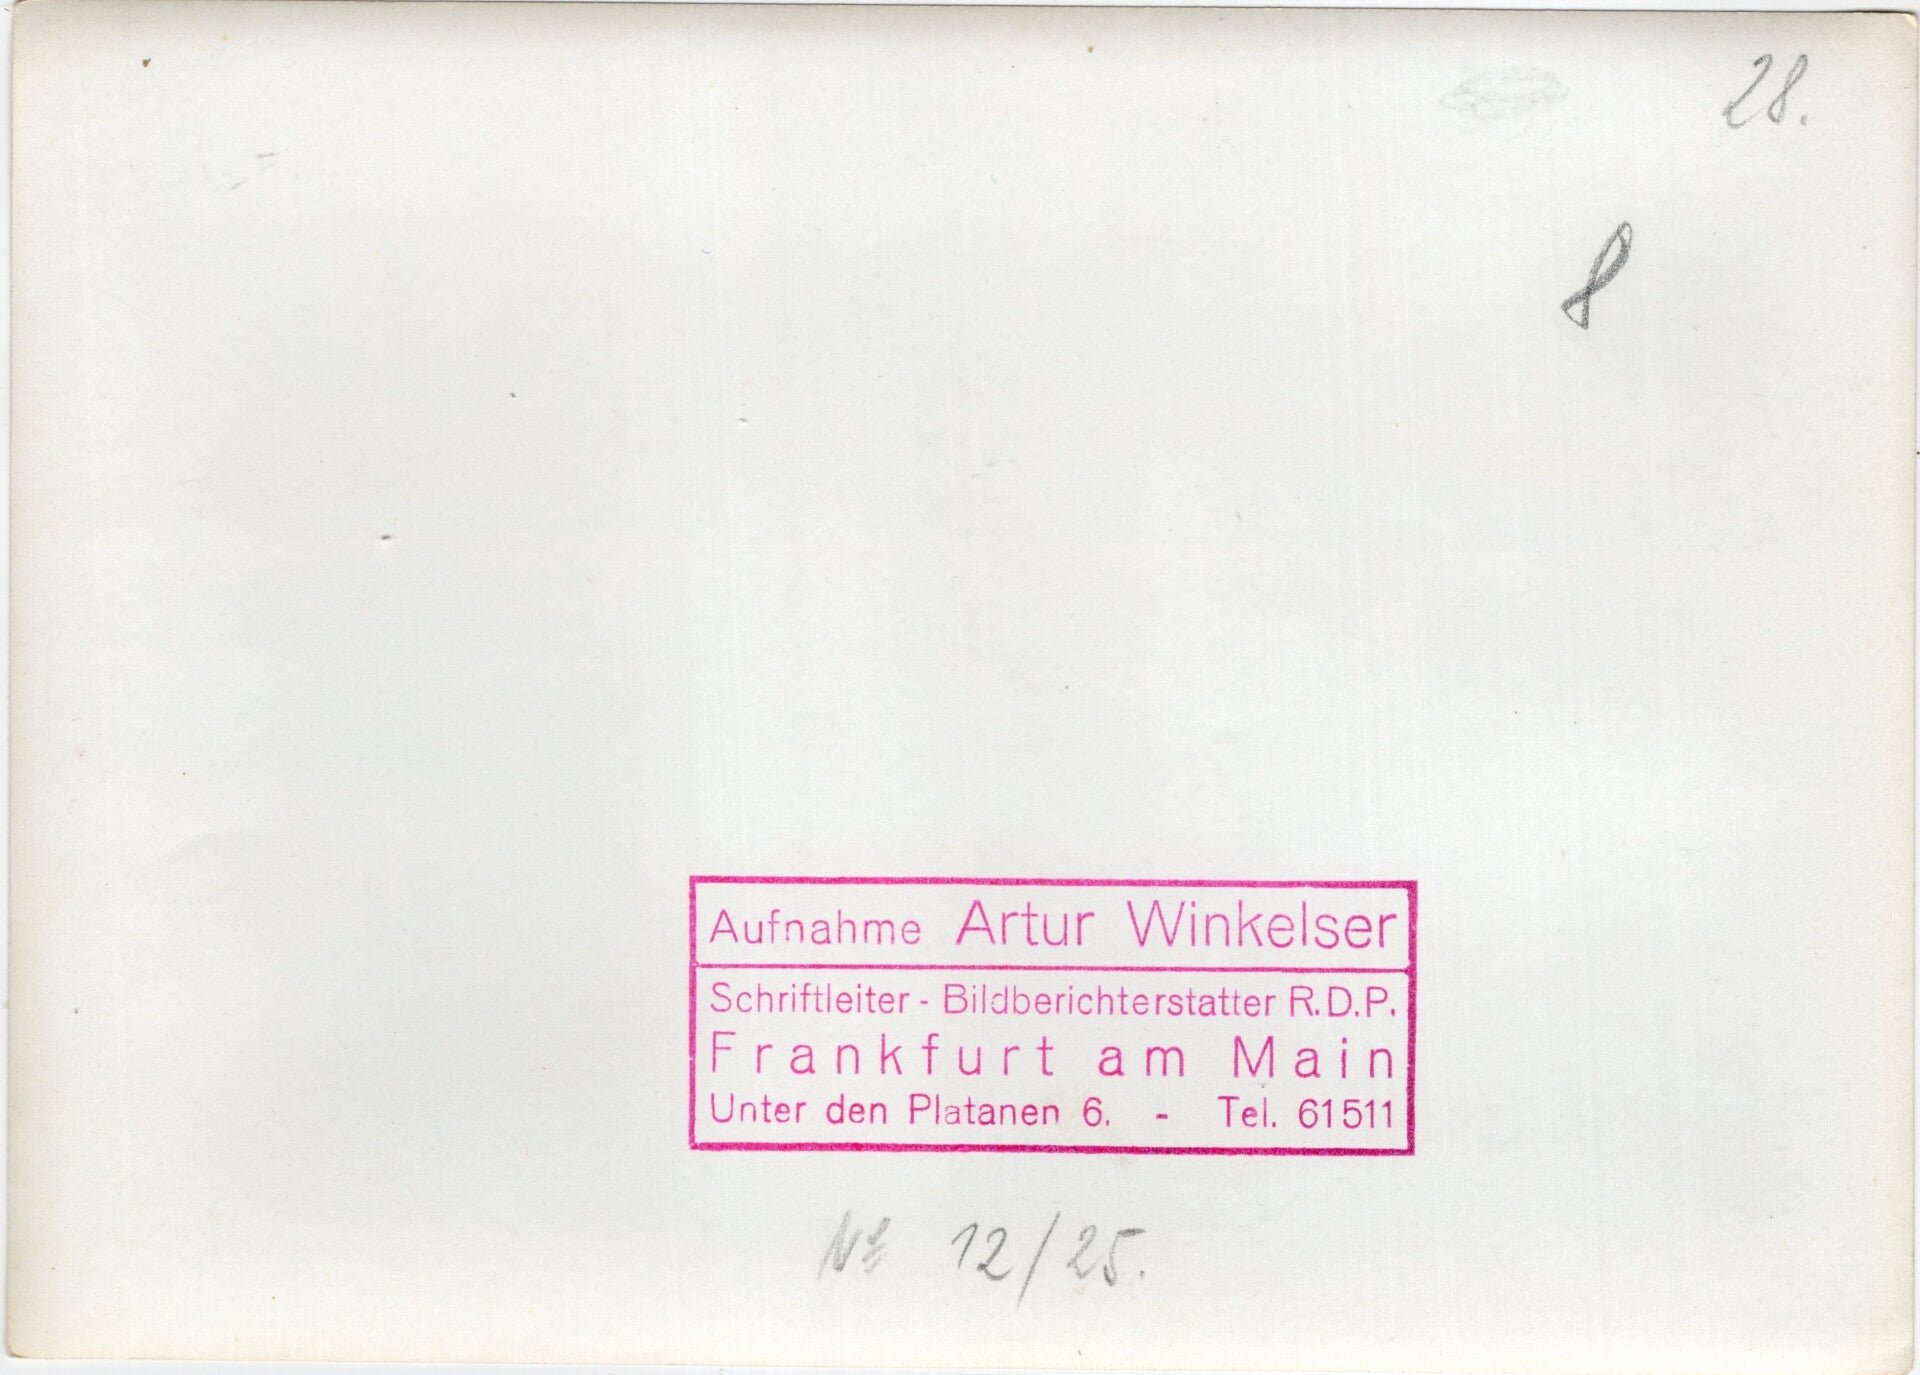 28.
8
Aufnahme Artur Winkelser
Schriftleiter - Bildberichterstatter R.D.P.
Frankfurt am Main
Unter den Platanen 6. - Tel. 61511
No 12/25.